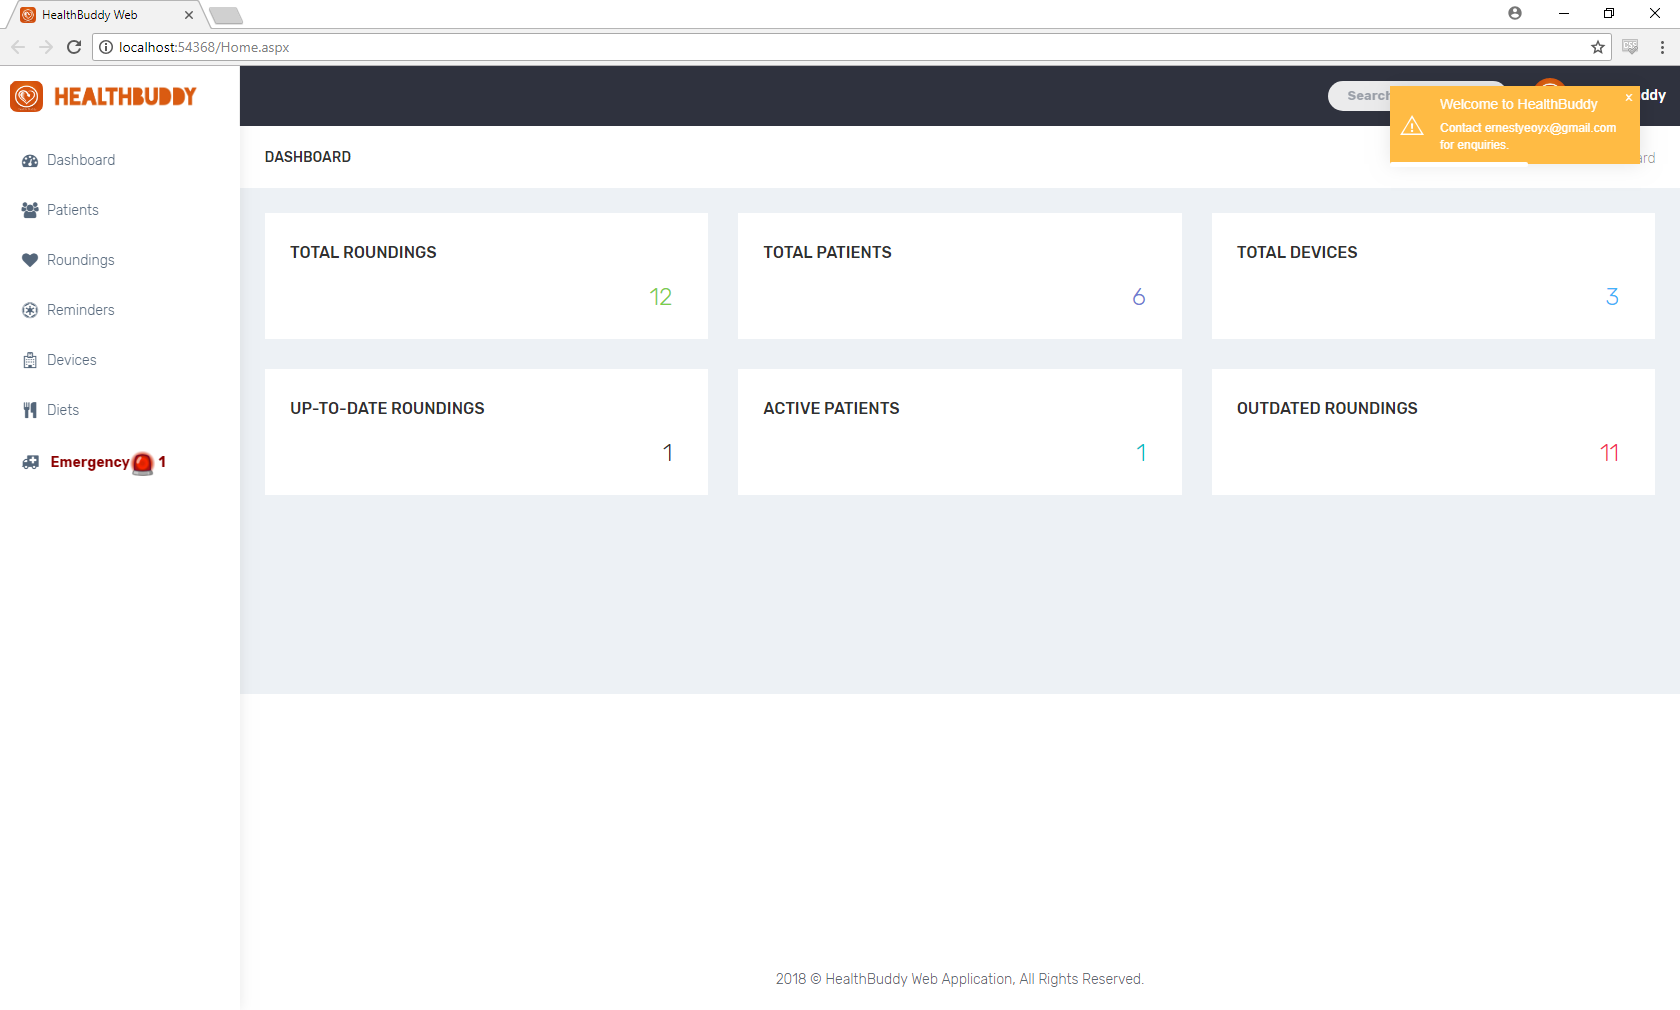 HealthBuddy Web
localhost:54368/Home.aspx
HEALTHBUDDY
Search
ddy
Welcome to HealthBuddy
x
Contact ernestyeoyx@gmail.com
for enquiries.
Dashboard
Patients
Roundings
Reminders
Devices
Diets
Emergency 1
DASHBOARD
ard
TOTAL ROUNDINGS
12
TOTAL PATIENTS
6
TOTAL DEVICES
3
UP-TO-DATE ROUNDINGS
1
ACTIVE PATIENTS
1
OUTDATED ROUNDINGS
11
2018 © HealthBuddy Web Application, All Rights Reserved.